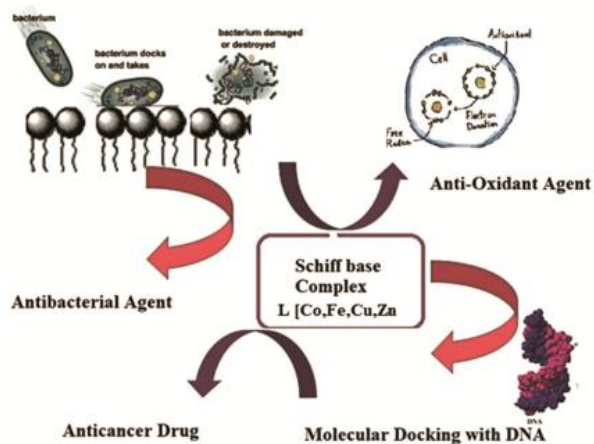 bacterium
bacterium docks
on and takes
bacterium damaged
or destroyed
Antioxidant
Cell
Electron
Donation
Free
Anti-Oxidant Agent
Schiff base
Complex
L [Co,Fe,Cu,Zn
Antibacterial Agent
DNA
Anticancer Drug
Molecular Docking with DNA